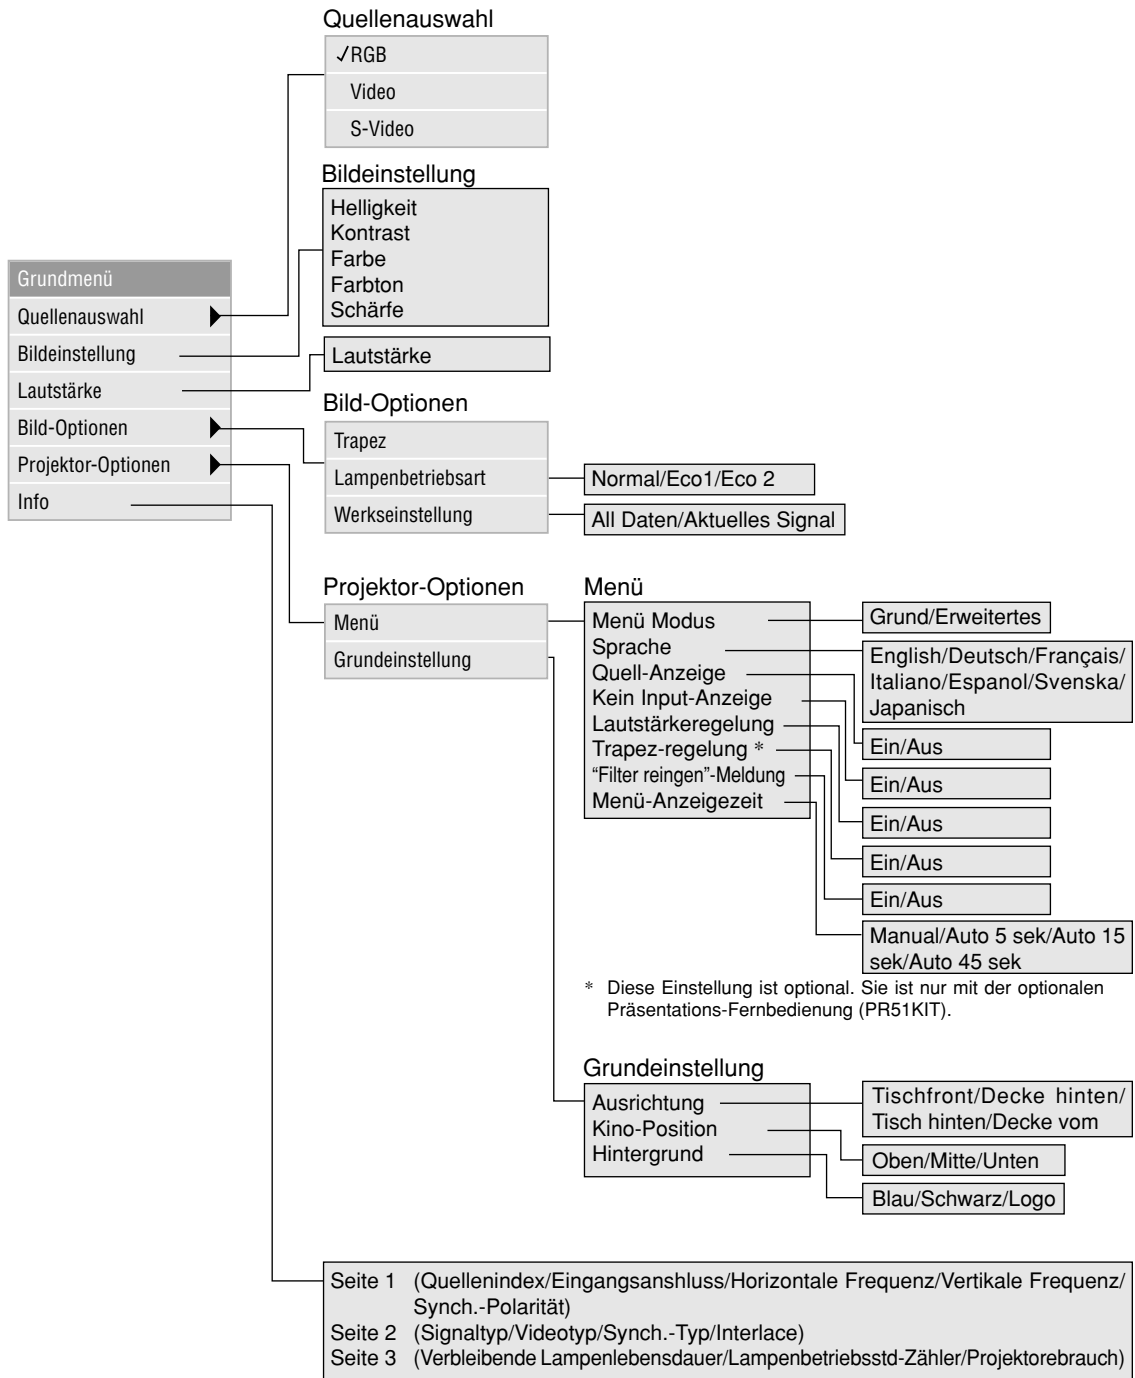 Quellenauswahl
✓RGB
Video
S-Video
Bildeinstellung
Helligkeit
Kontrast
Farbe
Farbton
Schärfe
Grundmenü
Quellenauswahl
Bildeinstellung
Lautstärke
Bild-Optionen
Projektor-Optionen
Info
Lautstärke
Bild-Optionen
Trapez
Lampenbetriebsart
Normal/Eco1/Eco 2
Werkseinstellung
All Daten/Aktuelles Signal
Projektor-Optionen
Menü
Grundeinstellung
Menü
Menü Modus
Sprache
Quell-Anzeige
Kein Input-Anzeige
Lautstärkeregelung
Trapez-regelung *
“Filter reingen”-Meldung
Menü-Anzeigezeit
Grund/Erweitertes
English/Deutsch/Français/
Italiano/Espanol/Svenska/
Japanisch
Ein/Aus
Ein/Aus
Ein/Aus
Ein/Aus
Ein/Aus
Manual/Auto 5 sek/Auto 15
sek/Auto 45 sek
* Diese Einstellung ist optional. Sie ist nur mit der optionalen
Präsentations-Fernbedienung (PR51KIT).
Grundeinstellung
Ausrichtung
Kino-Position
Hintergrund
Tischfront/Decke hinten/
Tisch hinten/Decke vom
Oben/Mitte/Unten
Blau/Schwarz/Logo
Seite 1 (Quellenindex/Eingangsanshluss/Horizontale Frequenz/Vertikale Frequenz/
Synch.-Polarität)
Seite 2 (Signaltyp/Videotyp/Synch.-Typ/Interlace)
Seite 3 (Verbleibende Lampenlebensdauer/Lampenbetriebsstd-Zähler/Projektorebrauch)